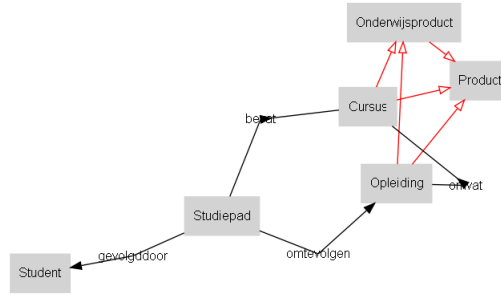 Onderwijsproduct
Product
Cursus
bevat
Opleiding
omvat
Studiepad
gevolgddoor
omtevolgen
Student